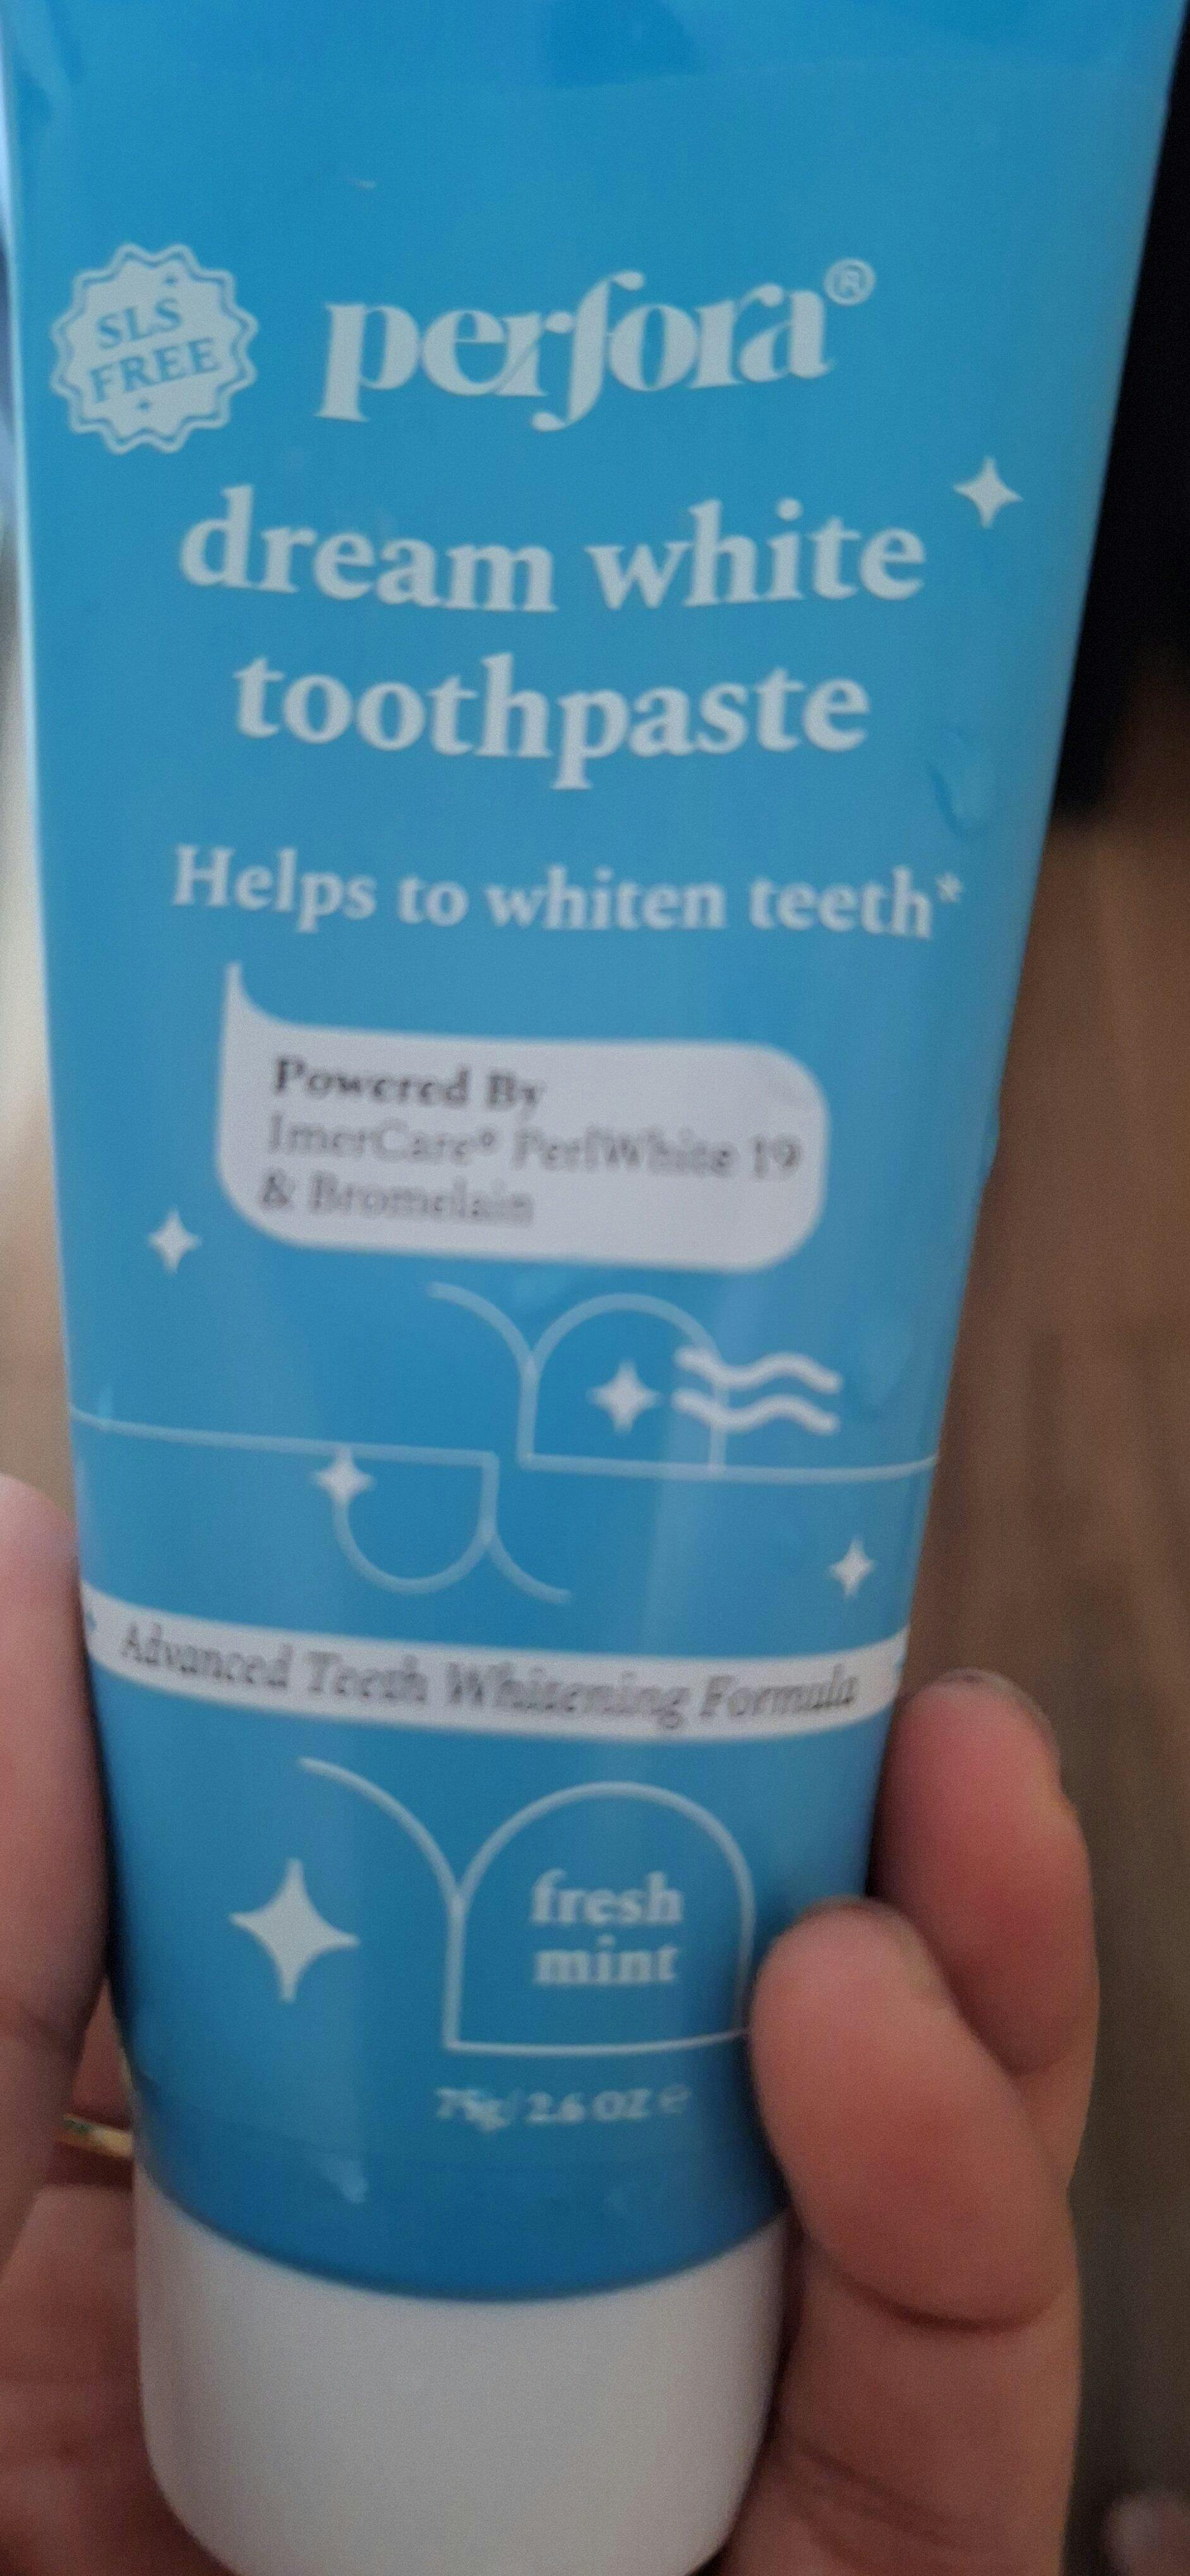 SLS
FREE
perfora®
dream white
toothpaste
Helps to whiten teeth*
Powered By
ImerCare® PerlWhite 19
& Bromelain
Advanced Teeth Whitening Formula
fresh
mint
75g/2.6 OZ ℮